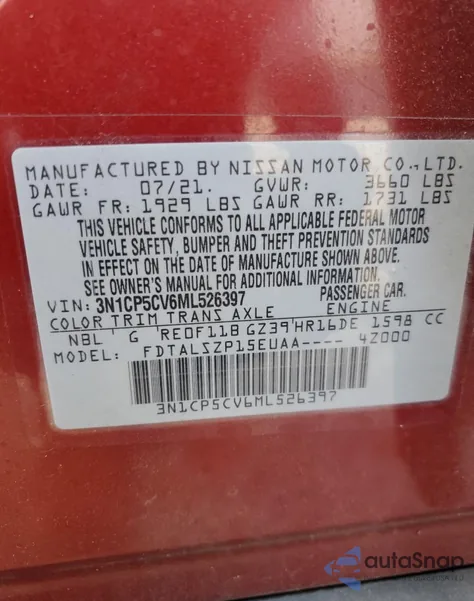 MANUFACTURED BY NISSAN MOTOR CO.,LTD.
DATE: 07/21. GVWR: 3660 LBS
GAWR FR: 1929 LBS GAWR RR: 1731 LBS
THIS VEHICLE CONFORMS TO ALL APPLICABLE FEDERAL MOTOR
VEHICLE SAFETY, BUMPER AND THEFT PREVENTION STANDARDS
IN EFFECT ON THE DATE OF MANUFACTURE SHOWN ABOVE.
SEE OWNER'S MANUAL FOR ADDITIONAL INFORMATION.
VIN: 3N1CP5CV6ML526397 PASSENGER CAR.
COLOR TRIM TRANS AXLE ENGINE
NBL G RE0F11B GZ39 HR16DE 1598 CC
MODEL: FDTALSZP15EUAA---- 4Z000
3N1CP5CV6ML526397
autoSnap